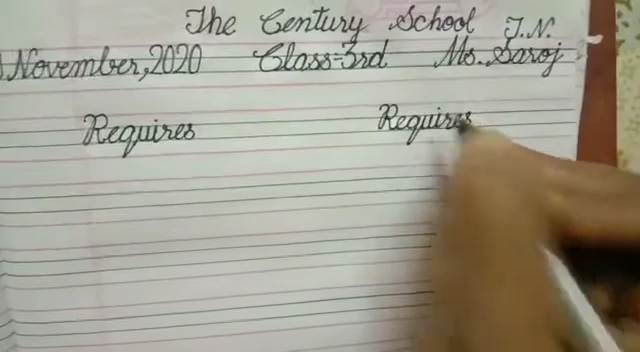 The Century School J.N.
November,2020 Class-3rd Ms. Saroj
Requires Requires